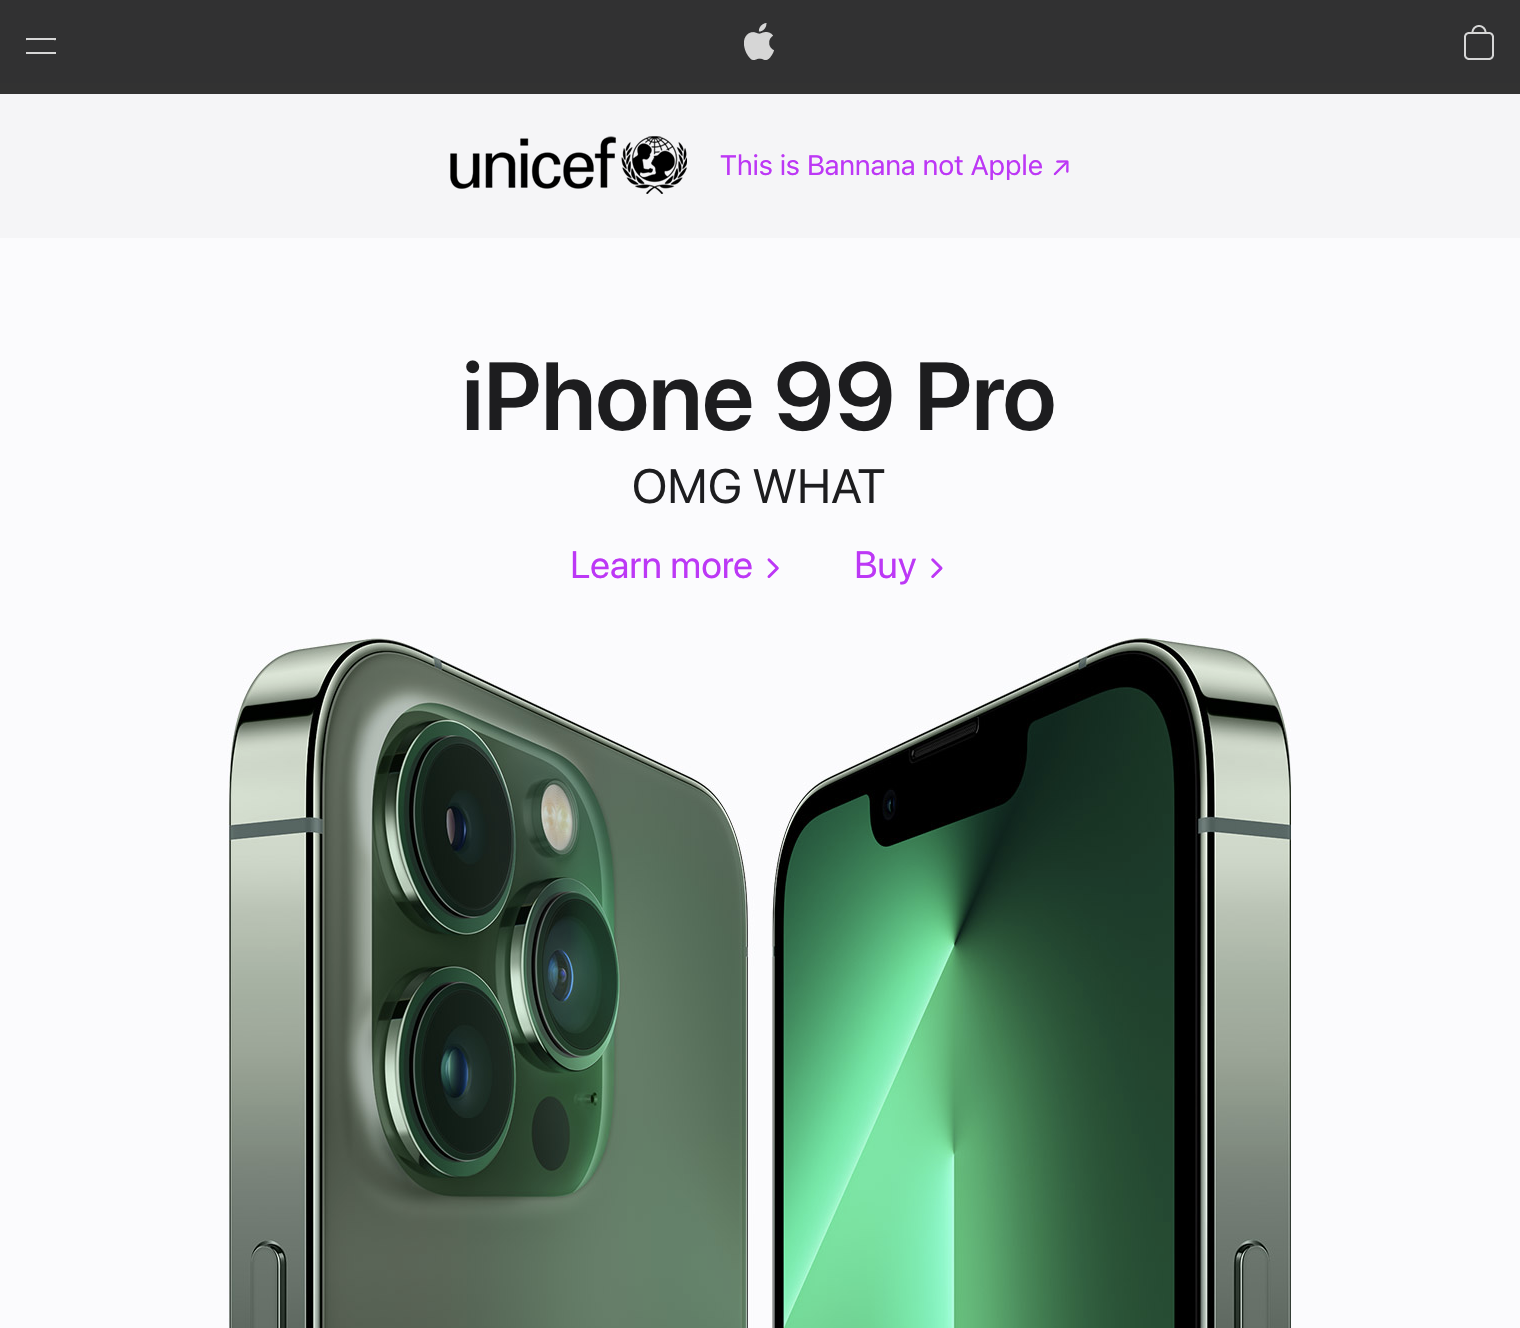 unicef
This is Bannana not Apple ↗
iPhone 99 Pro
OMG WHAT
Learn more >
Buy >